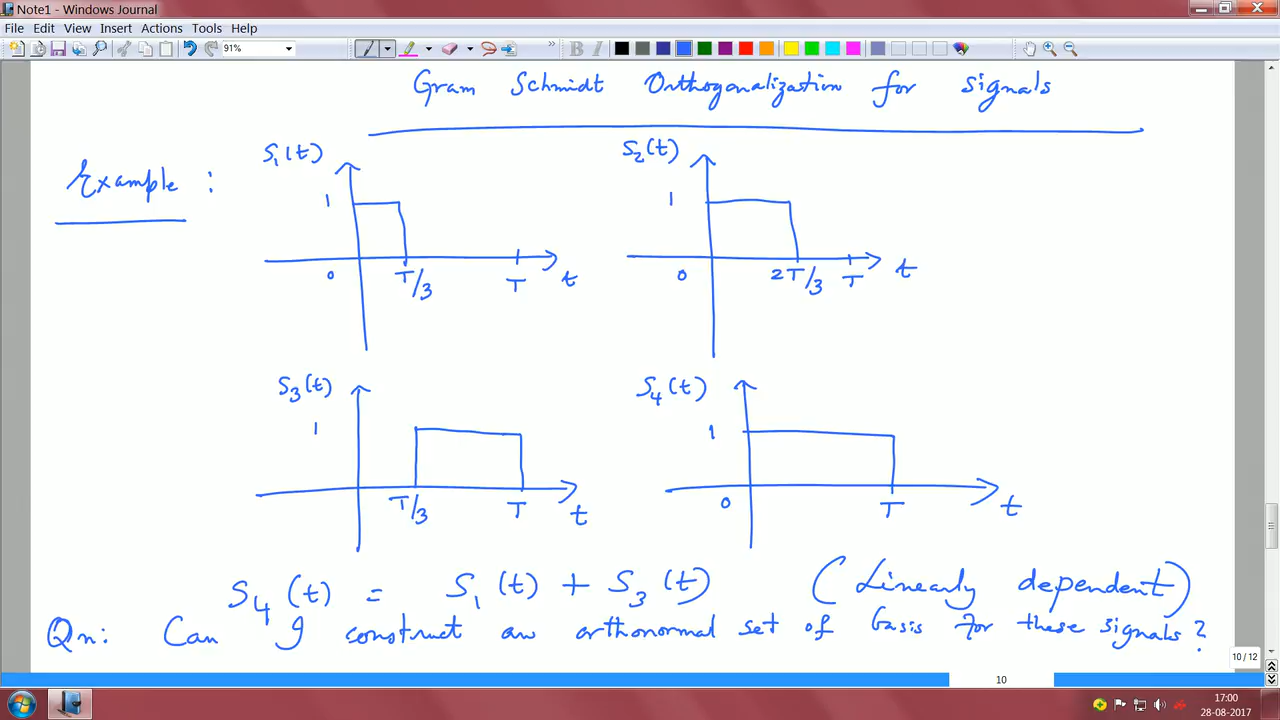 Note1 - Windows Journal
File Edit View Insert Actions Tools Help
91%
Gram Schmidt Orthogonalization for signals
Example :
S₁(t)
1
0
T/3
T
t
S₂(t)
1
0
2T/3
T
t
S₃(t)
1
T/3
T
t
S₄(t)
1
0
T
t
S₄(t) = S₁(t) + S₃(t) (Linearly dependent)
Qn: Can I construct an orthonormal set of basis for these signals?
10 / 12
10
17:00
28-08-2017